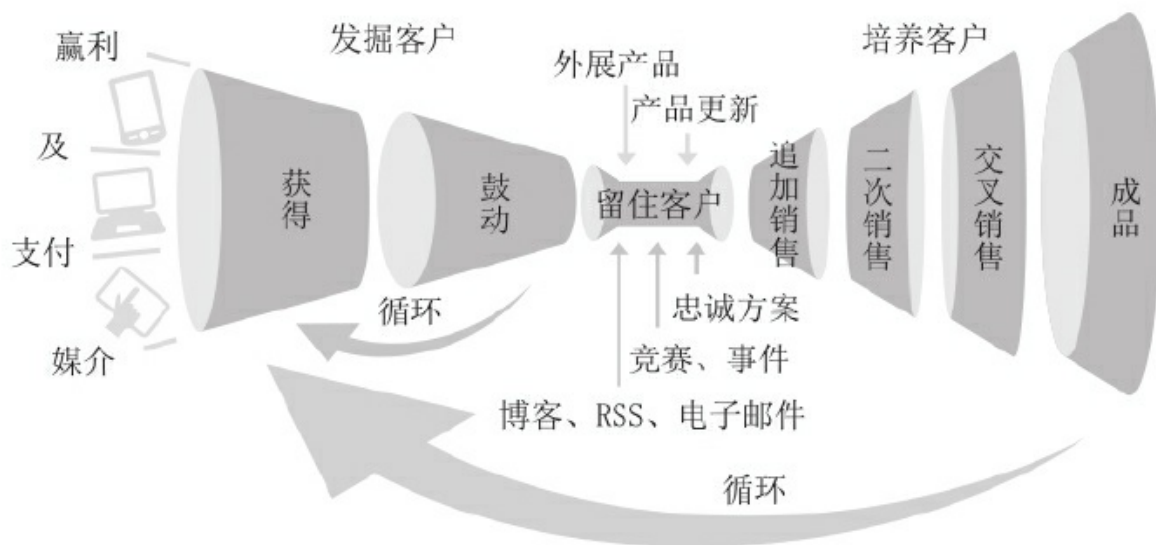 赢利
及
支付
媒介
发掘客户
获得
鼓动
循环
外展产品
产品更新
留住客户
忠诚方案
竞赛、事件
博客、RSS、电子邮件
培养客户
追加销售
二次销售
交叉销售
成品
循环